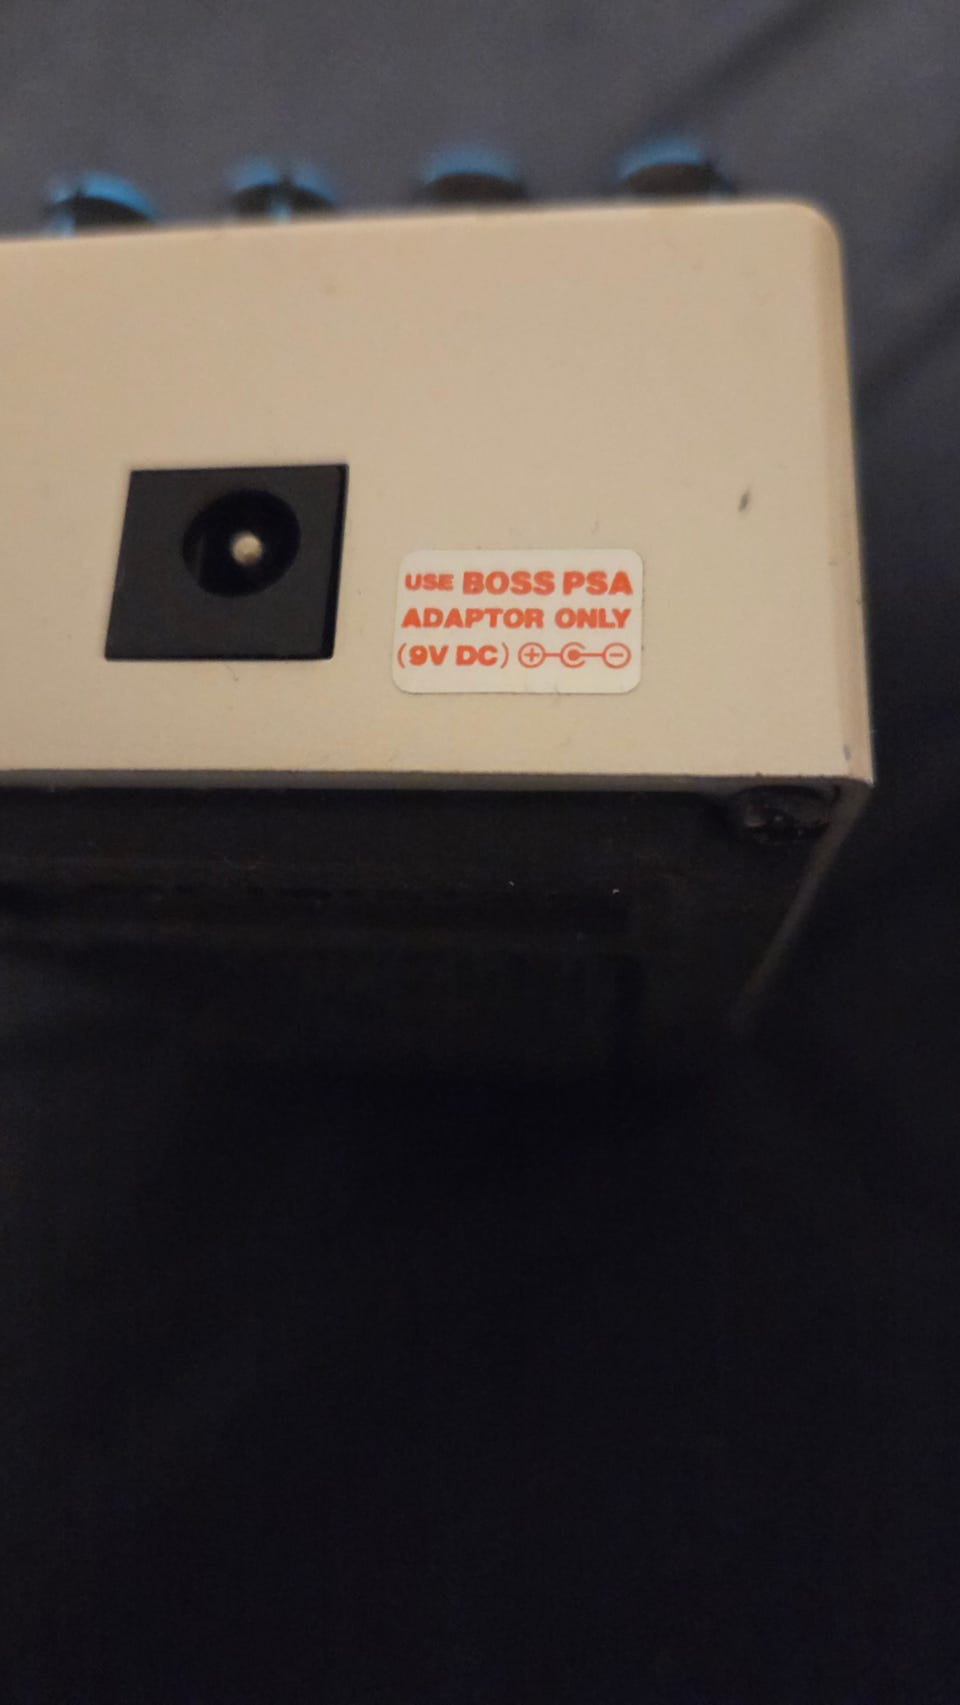 USE BOSS PSA
ADAPTOR ONLY
(9V DC) +-C-−